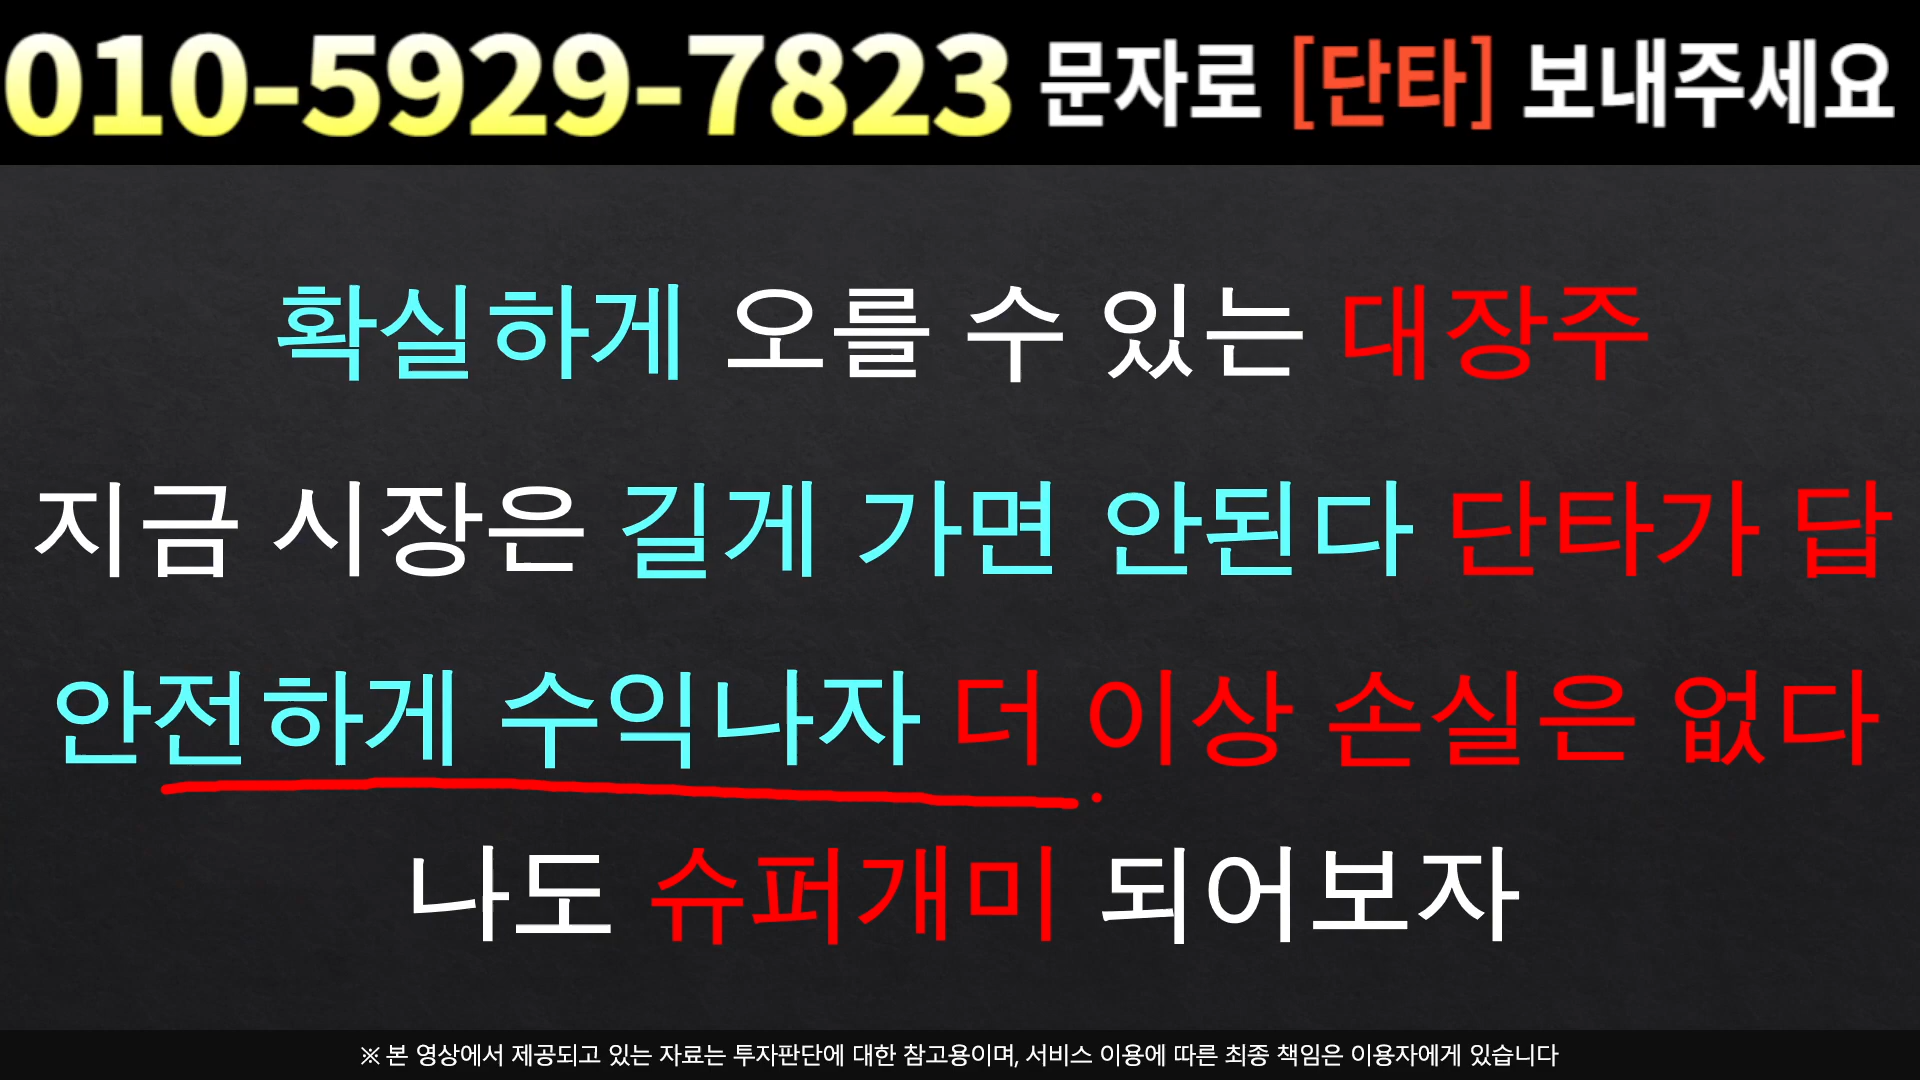 010-5929-7823 문자로 [단타] 보내주세요
확실하게 오를 수 있는 대장주
지금 시장은 길게 가면 안된다 단타가 답
안전하게 수익나자 더 이상 손실은 없다
나도 슈퍼개미 되어보자
※ 본 영상에서 제공되고 있는 자료는 투자판단에 대한 참고용이며, 서비스 이용에 따른 최종 책임은 이용자에게 있습니다